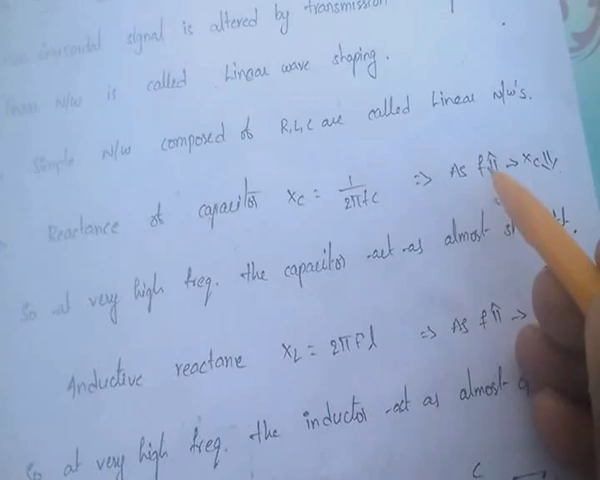 sinusoidal signal is altered by transmission
linear N/w is called Linear wave shaping.
Simple N/w composed of R,L,C are called Linear N/w's.
Reactance of capacitor Xc = 1/2πfc => As f⇑ → Xc⇓
So at very high freq. the capacitor act as almost
Inductive reactane XL = 2πfl => As f⇑ →
So at very high freq. the inductor act as almost
C